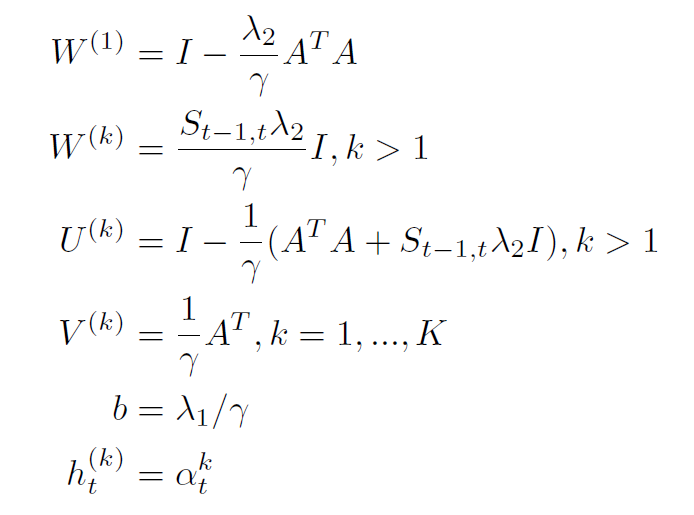 W^{(1)} = I - \frac{\lambda_2}{\gamma} A^T A
W^{(k)} = \frac{S_{t-1,t}\lambda_2}{\gamma} I, k > 1
U^{(k)} = I - \frac{1}{\gamma}(A^T A + S_{t-1,t}\lambda_2 I), k > 1
V^{(k)} = \frac{1}{\gamma} A^T, k = 1, ..., K
b = \lambda_1/\gamma
h_t^{(k)} = \alpha_t^k